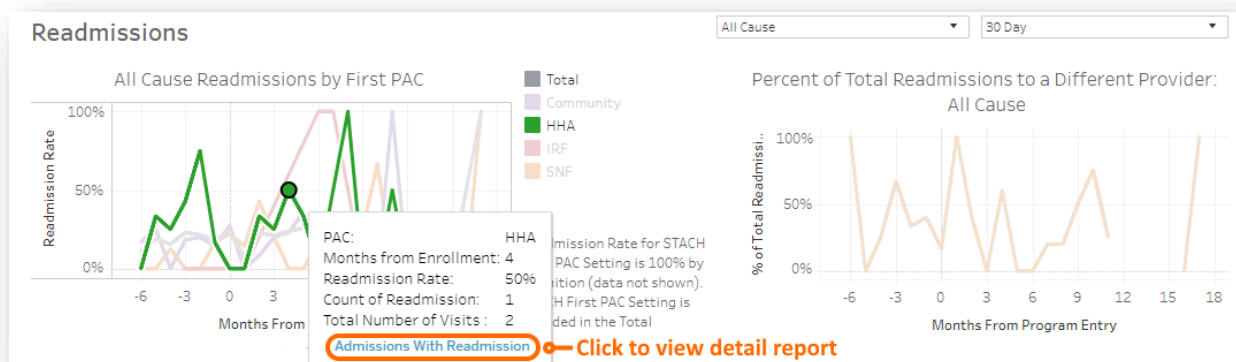 Readmissions
All Cause
30 Day
All Cause Readmissions by First PAC
Total
Community
HHA
IRF
SNF
Readmission Rate
100%
50%
0%
-6 -3 0 3
Months From
PAC: HHA
Months from Enrollment: 4
Readmission Rate: 50%
Count of Readmission: 1
Total Number of Visits : 2
Admissions With Readmission
Click to view detail report
mission Rate for STACH
PAC Setting is 100% by
ition (data not shown).
H First PAC Setting is
ded in the Total
Percent of Total Readmissions to a Different Provider:
All Cause
% of Total Readmissi..
100%
50%
0%
-6 -3 0 3 6 9 12 15 18
Months From Program Entry